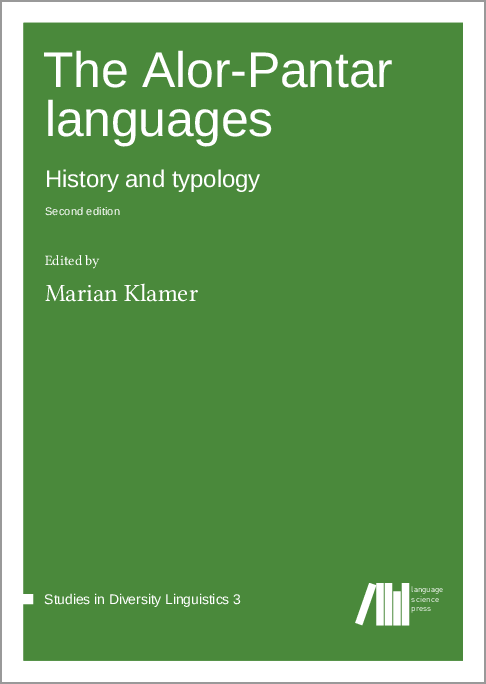 The Alor-Pantar
languages
History and typology
Second edition
Edited by
Marian Klamer
Studies in Diversity Linguistics 3
language
science
press